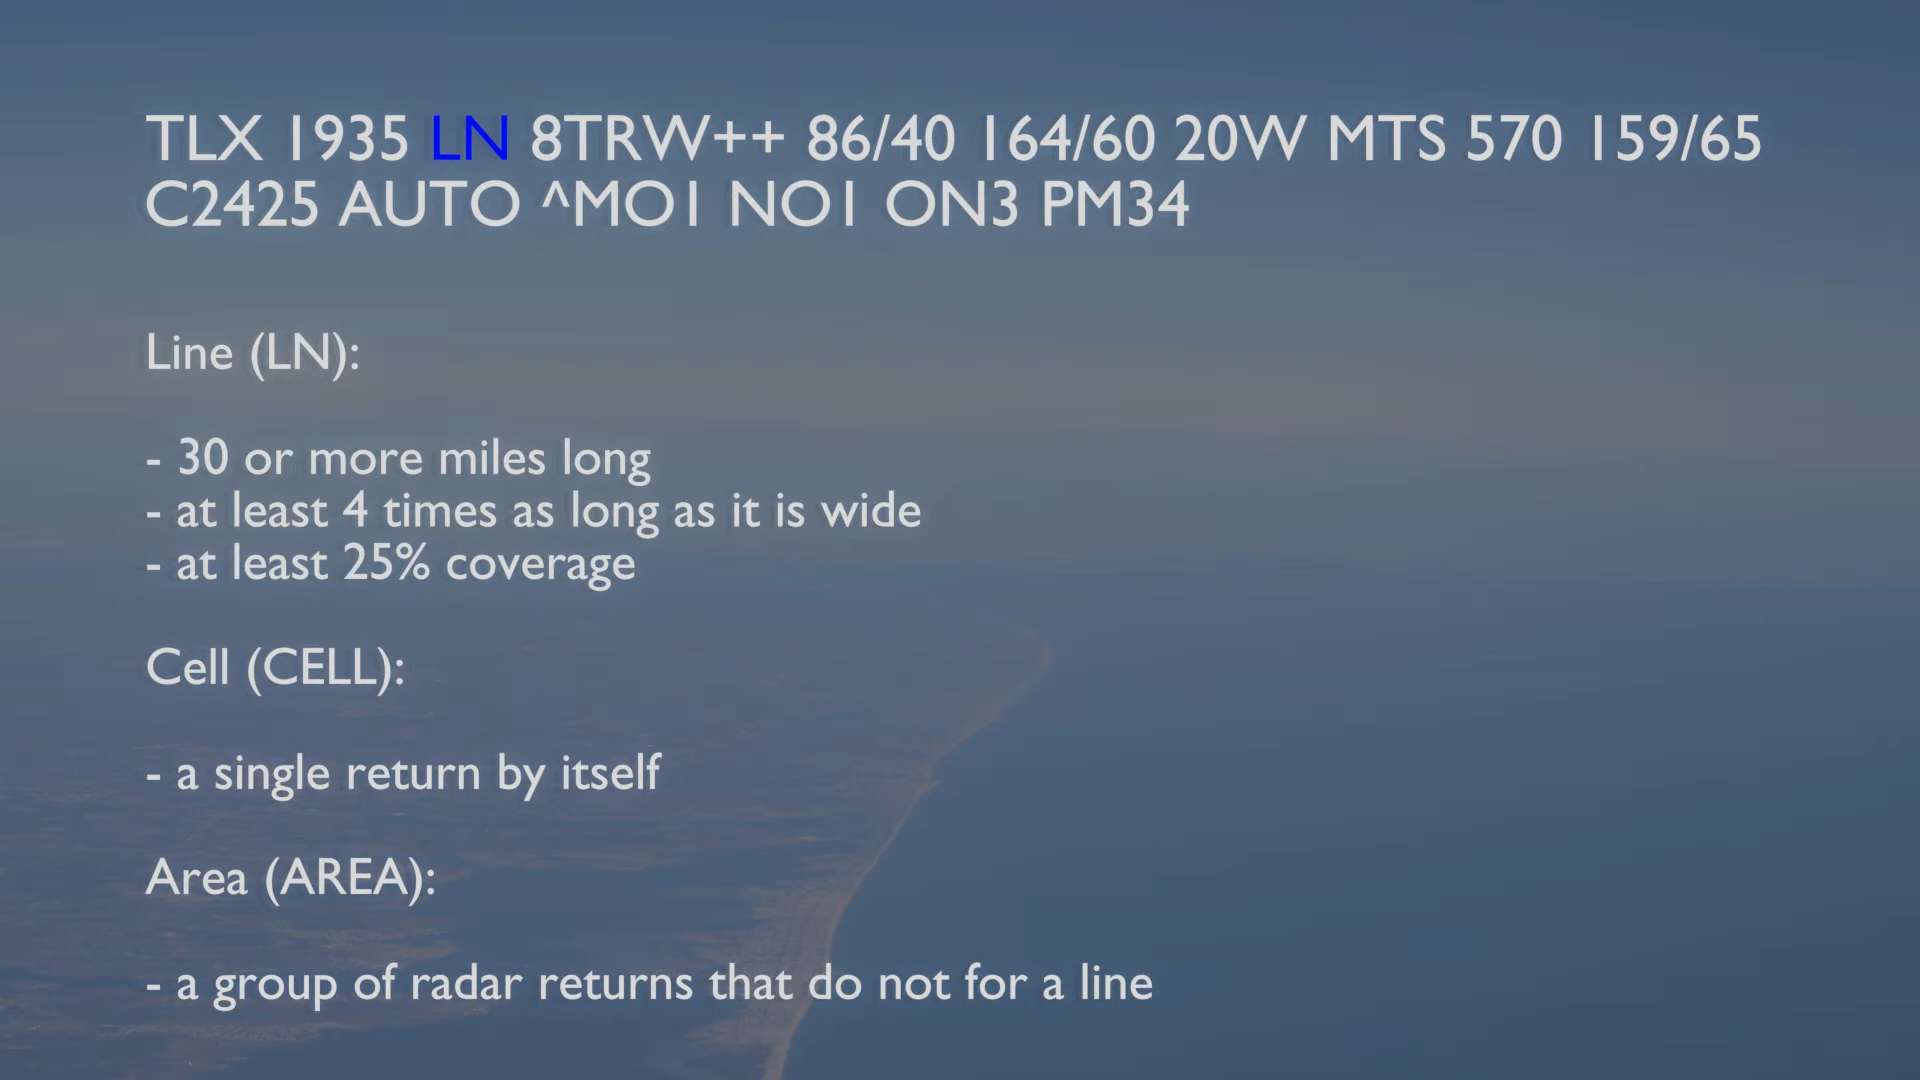 TLX 1935 LN 8TRW++ 86/40 164/60 20W MTS 570 159/65
C2425 AUTO ^MO1 NO1 ON3 PM34
Line (LN):
- 30 or more miles long
- at least 4 times as long as it is wide
- at least 25% coverage
Cell (CELL):
- a single return by itself
Area (AREA):
- a group of radar returns that do not for a line